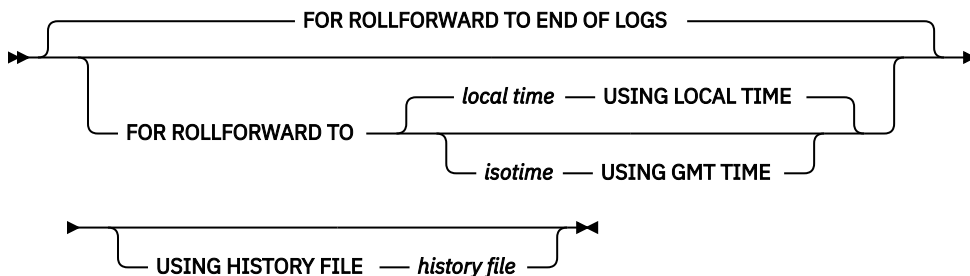 FOR ROLLFORWARD TO END OF LOGS
local time USING LOCAL TIME
FOR ROLLFORWARD TO
isotime USING GMT TIME
USING HISTORY FILE history file